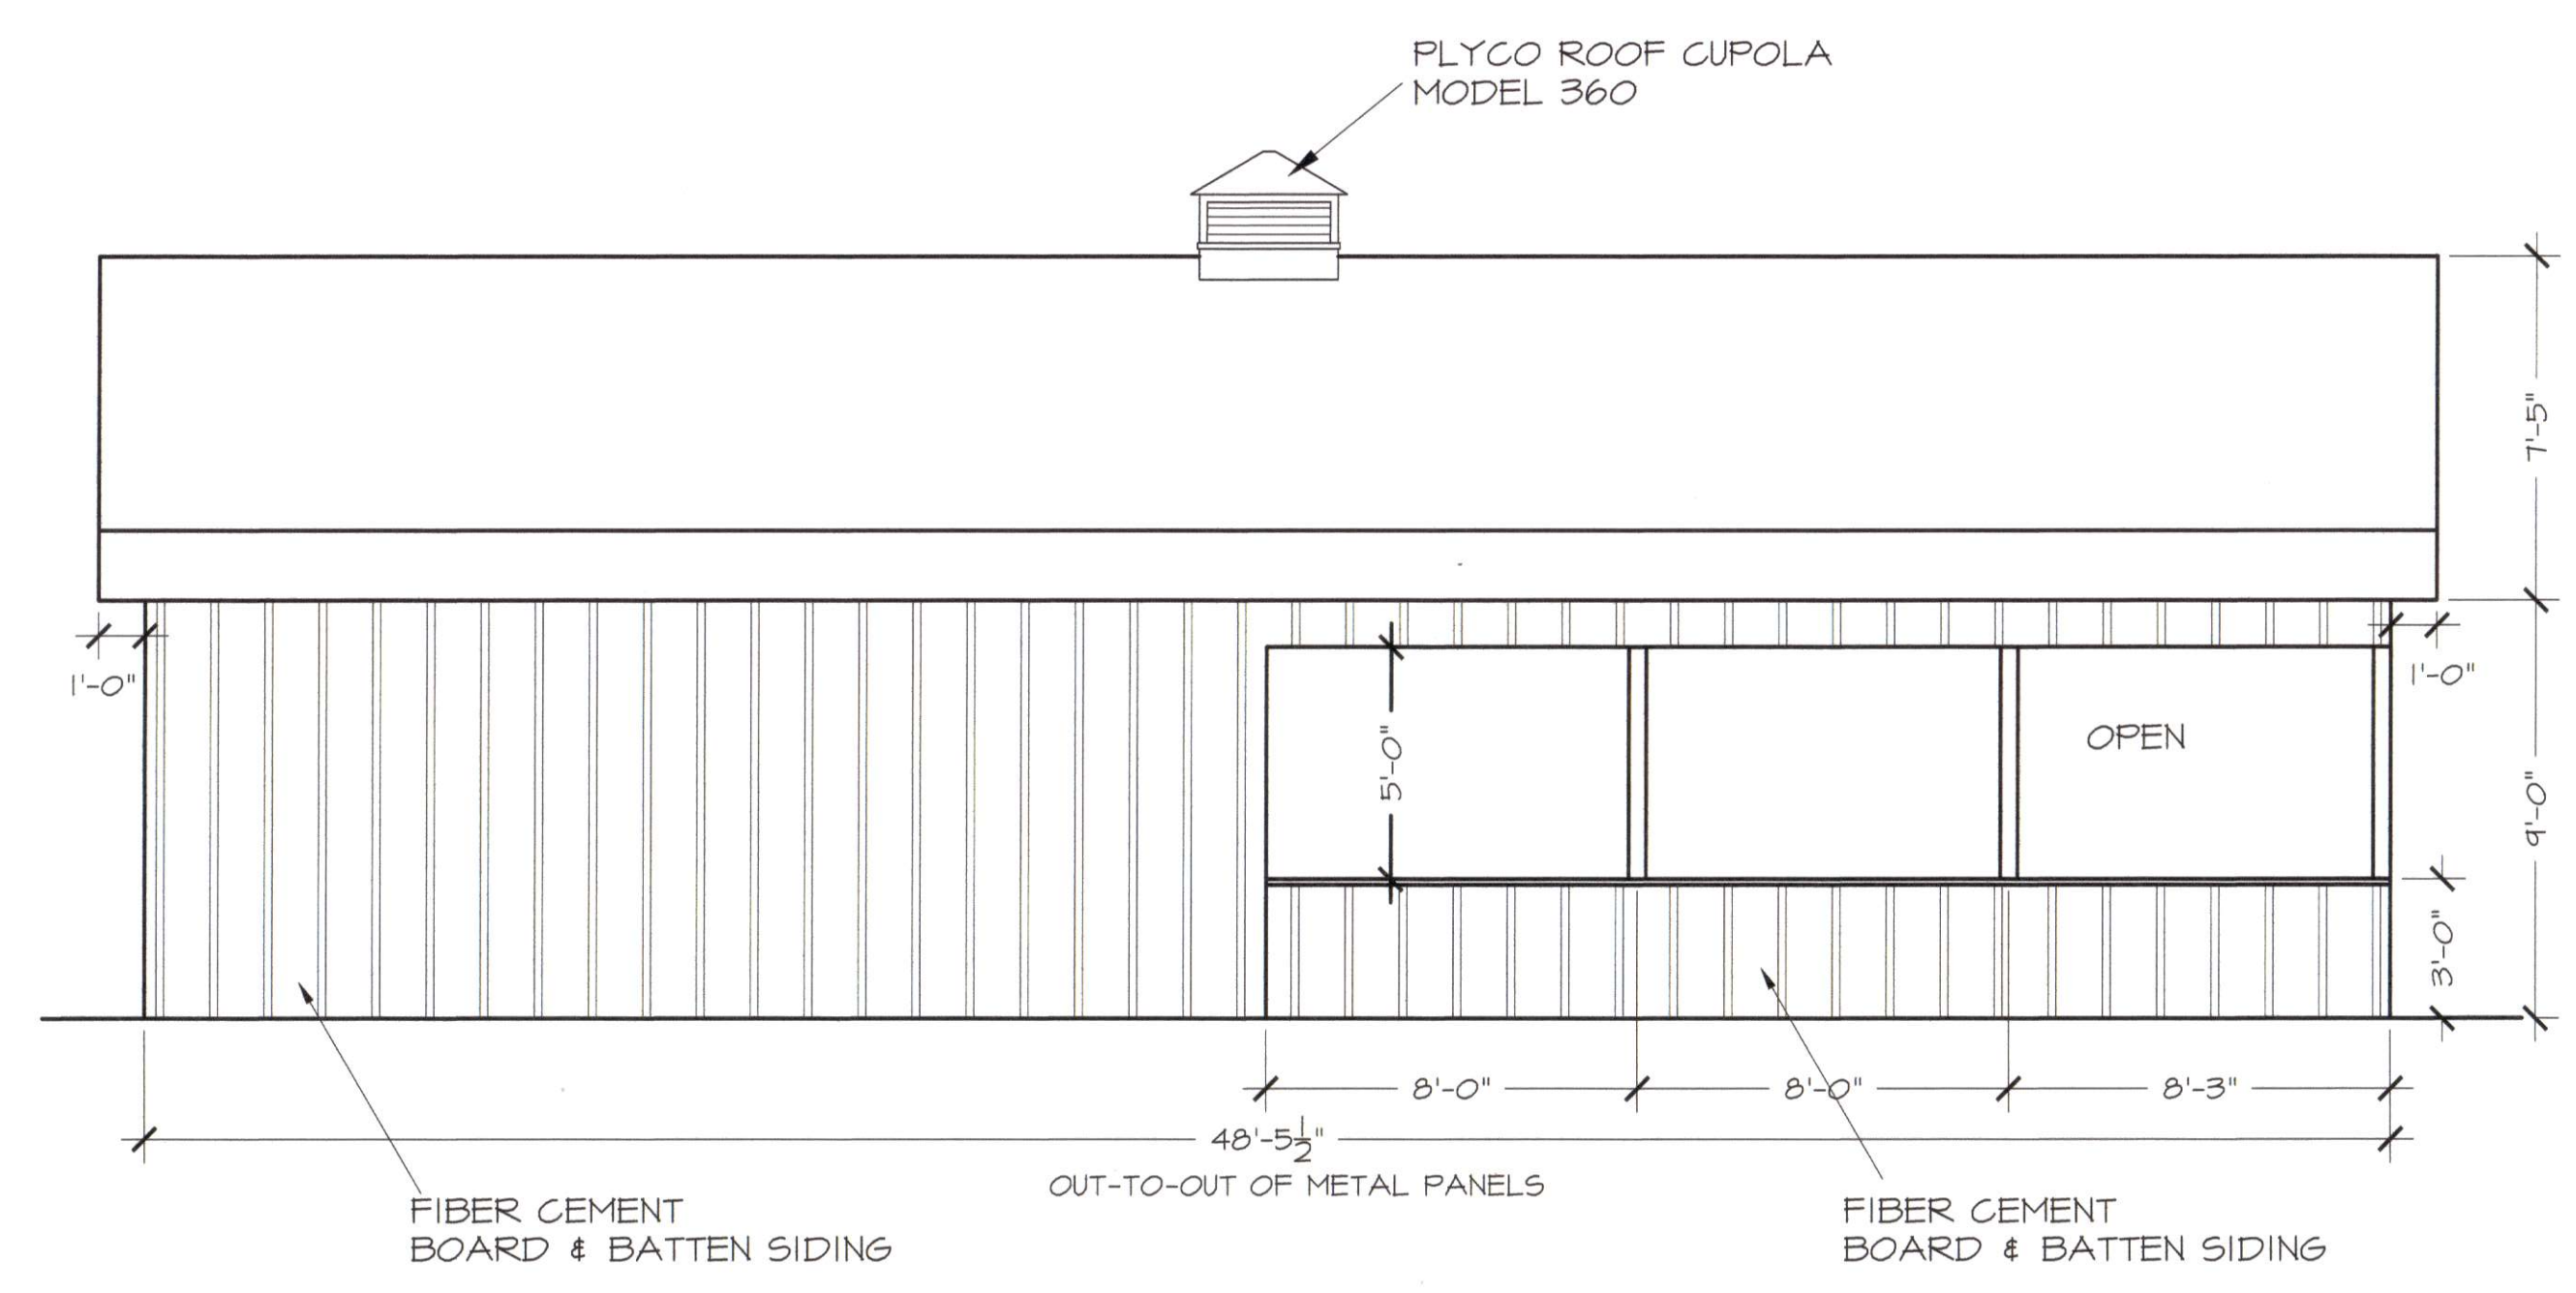 PLYCO ROOF CUPOLA
MODEL 360
7'-5"
1'-0"
1'-0"
5'-0"
OPEN
9'-0"
3'-0"
8'-0"
8'-0"
8'-3"
48'-5½"
OUT-TO-OUT OF METAL PANELS
FIBER CEMENT
BOARD & BATTEN SIDING
FIBER CEMENT
BOARD & BATTEN SIDING